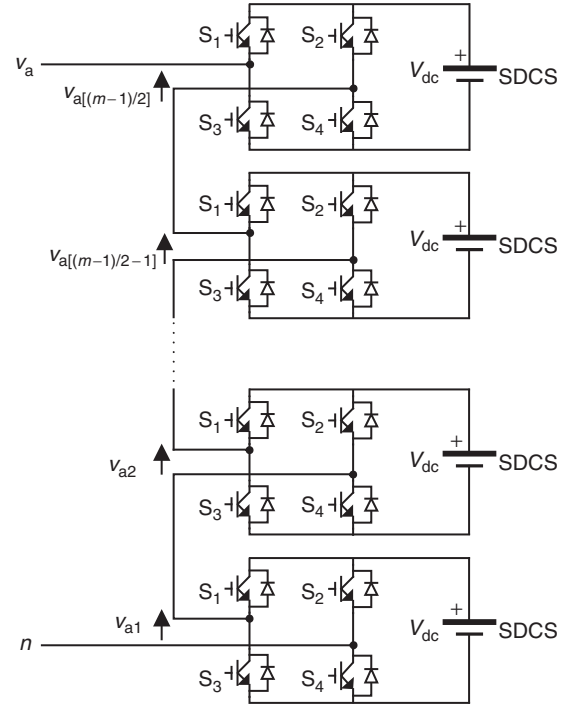 S1 S2
va
+
Vdc SDCS
va[(m−1)/2]
S3 S4
S1 S2
+
Vdc SDCS
va[(m−1)/2−1]
S3 S4
S1 S2
+
Vdc SDCS
va2
S3 S4
S1 S2
+
Vdc SDCS
va1
n
S3 S4